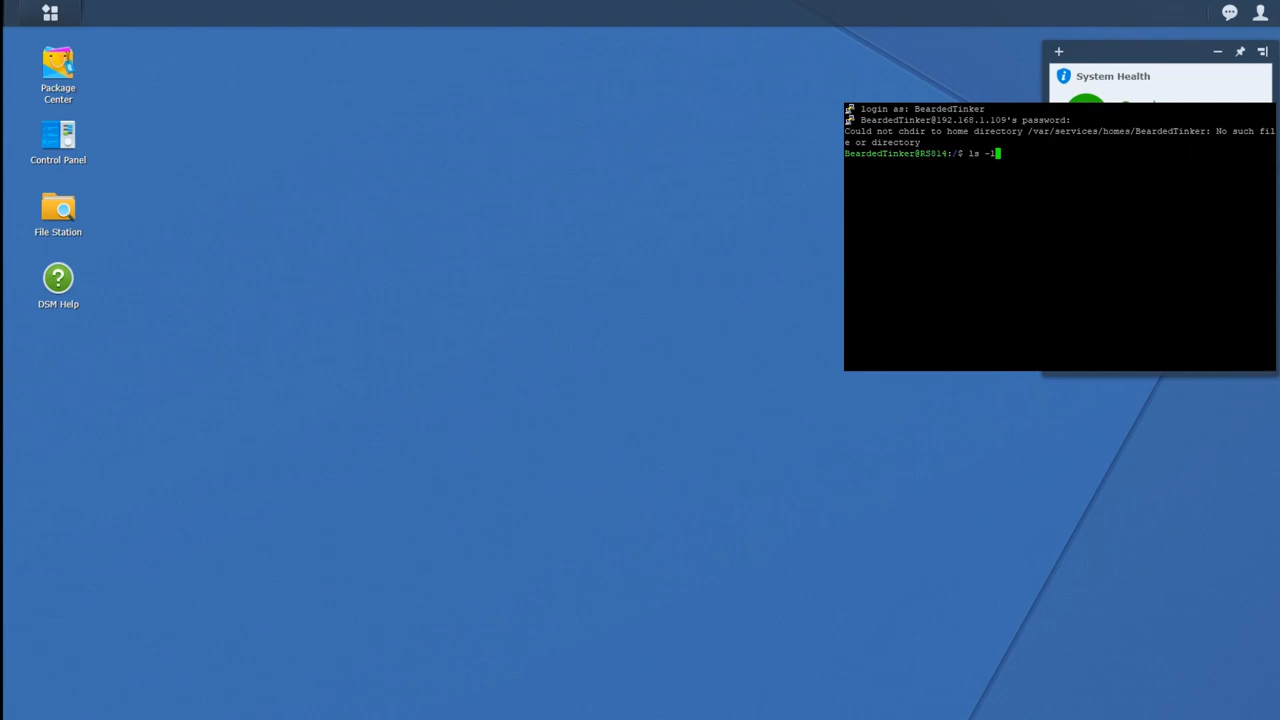 Package
Center
Control Panel
File Station
DSM Help
System Health
login as: BeardedTinker
BeardedTinker@192.168.1.109's password:
Could not chdir to home directory /var/services/homes/BeardedTinker: No such fil
e or directory
BeardedTinker@RS814:/$ ls -l